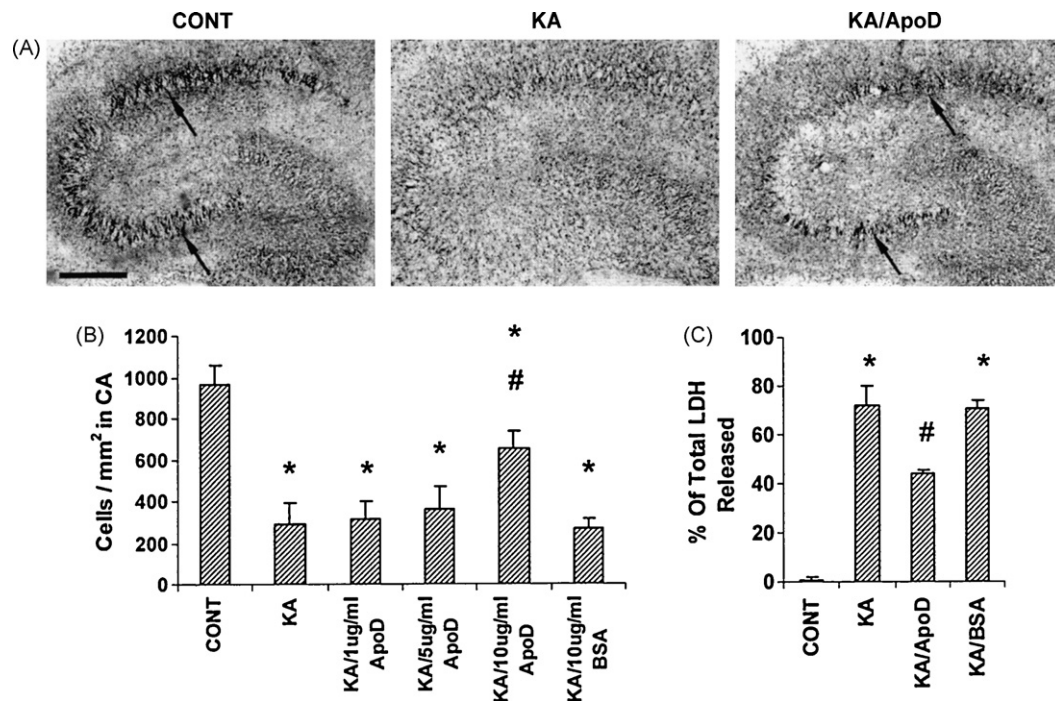 CONT KA KA/ApoD
(A)
(B)
1200
1000
800
600
400
200
0
Cells / mm² in CA
* * * * # *
CONT
KA
KA/1ug/ml ApoD
KA/5ug/ml ApoD
KA/10ug/ml ApoD
KA/10ug/ml BSA
(C)
100
80
60
40
20
0
% Of Total LDH
Released
* # *
CONT
KA
KA/ApoD
KA/BSA